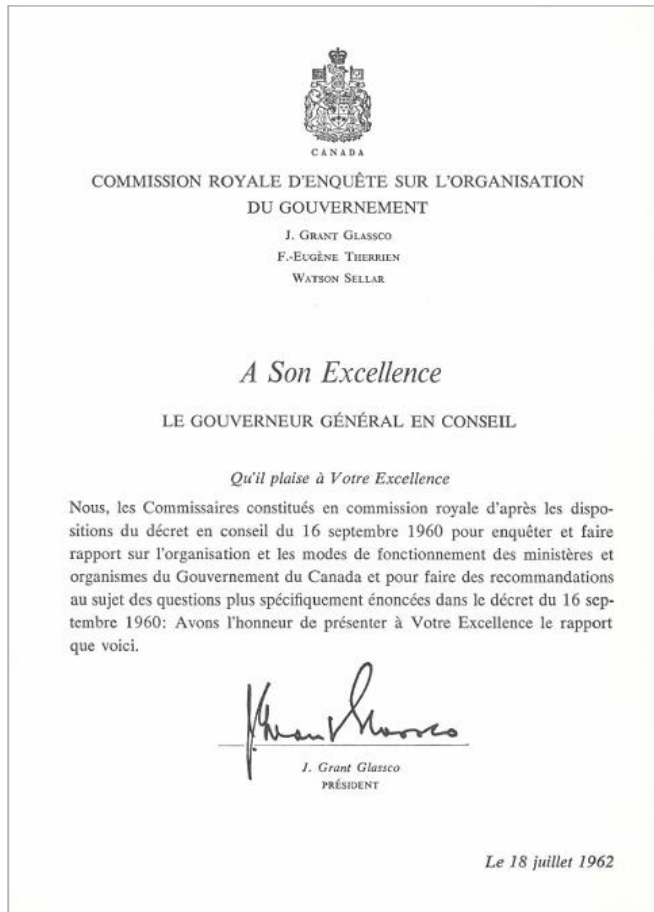 CANADA
COMMISSION ROYALE D'ENQUÊTE SUR L'ORGANISATION
DU GOUVERNEMENT
J. GRANT GLASSCO
F.-EUGÈNE THERRIEN
WATSON SELLAR
A Son Excellence
LE GOUVERNEUR GÉNÉRAL EN CONSEIL
Qu'il plaise à Votre Excellence
Nous, les Commissaires constitués en commission royale d'après les dispo-
sitions du décret en conseil du 16 septembre 1960 pour enquêter et faire
rapport sur l'organisation et les modes de fonctionnement des ministères et
organismes du Gouvernement du Canada et pour faire des recommandations
au sujet des questions plus spécifiquement énoncées dans le décret du 16 sep-
tembre 1960: Avons l'honneur de présenter à Votre Excellence le rapport
que voici.
J. Grant Glassco
J. Grant Glassco
PRÉSIDENT
Le 18 juillet 1962